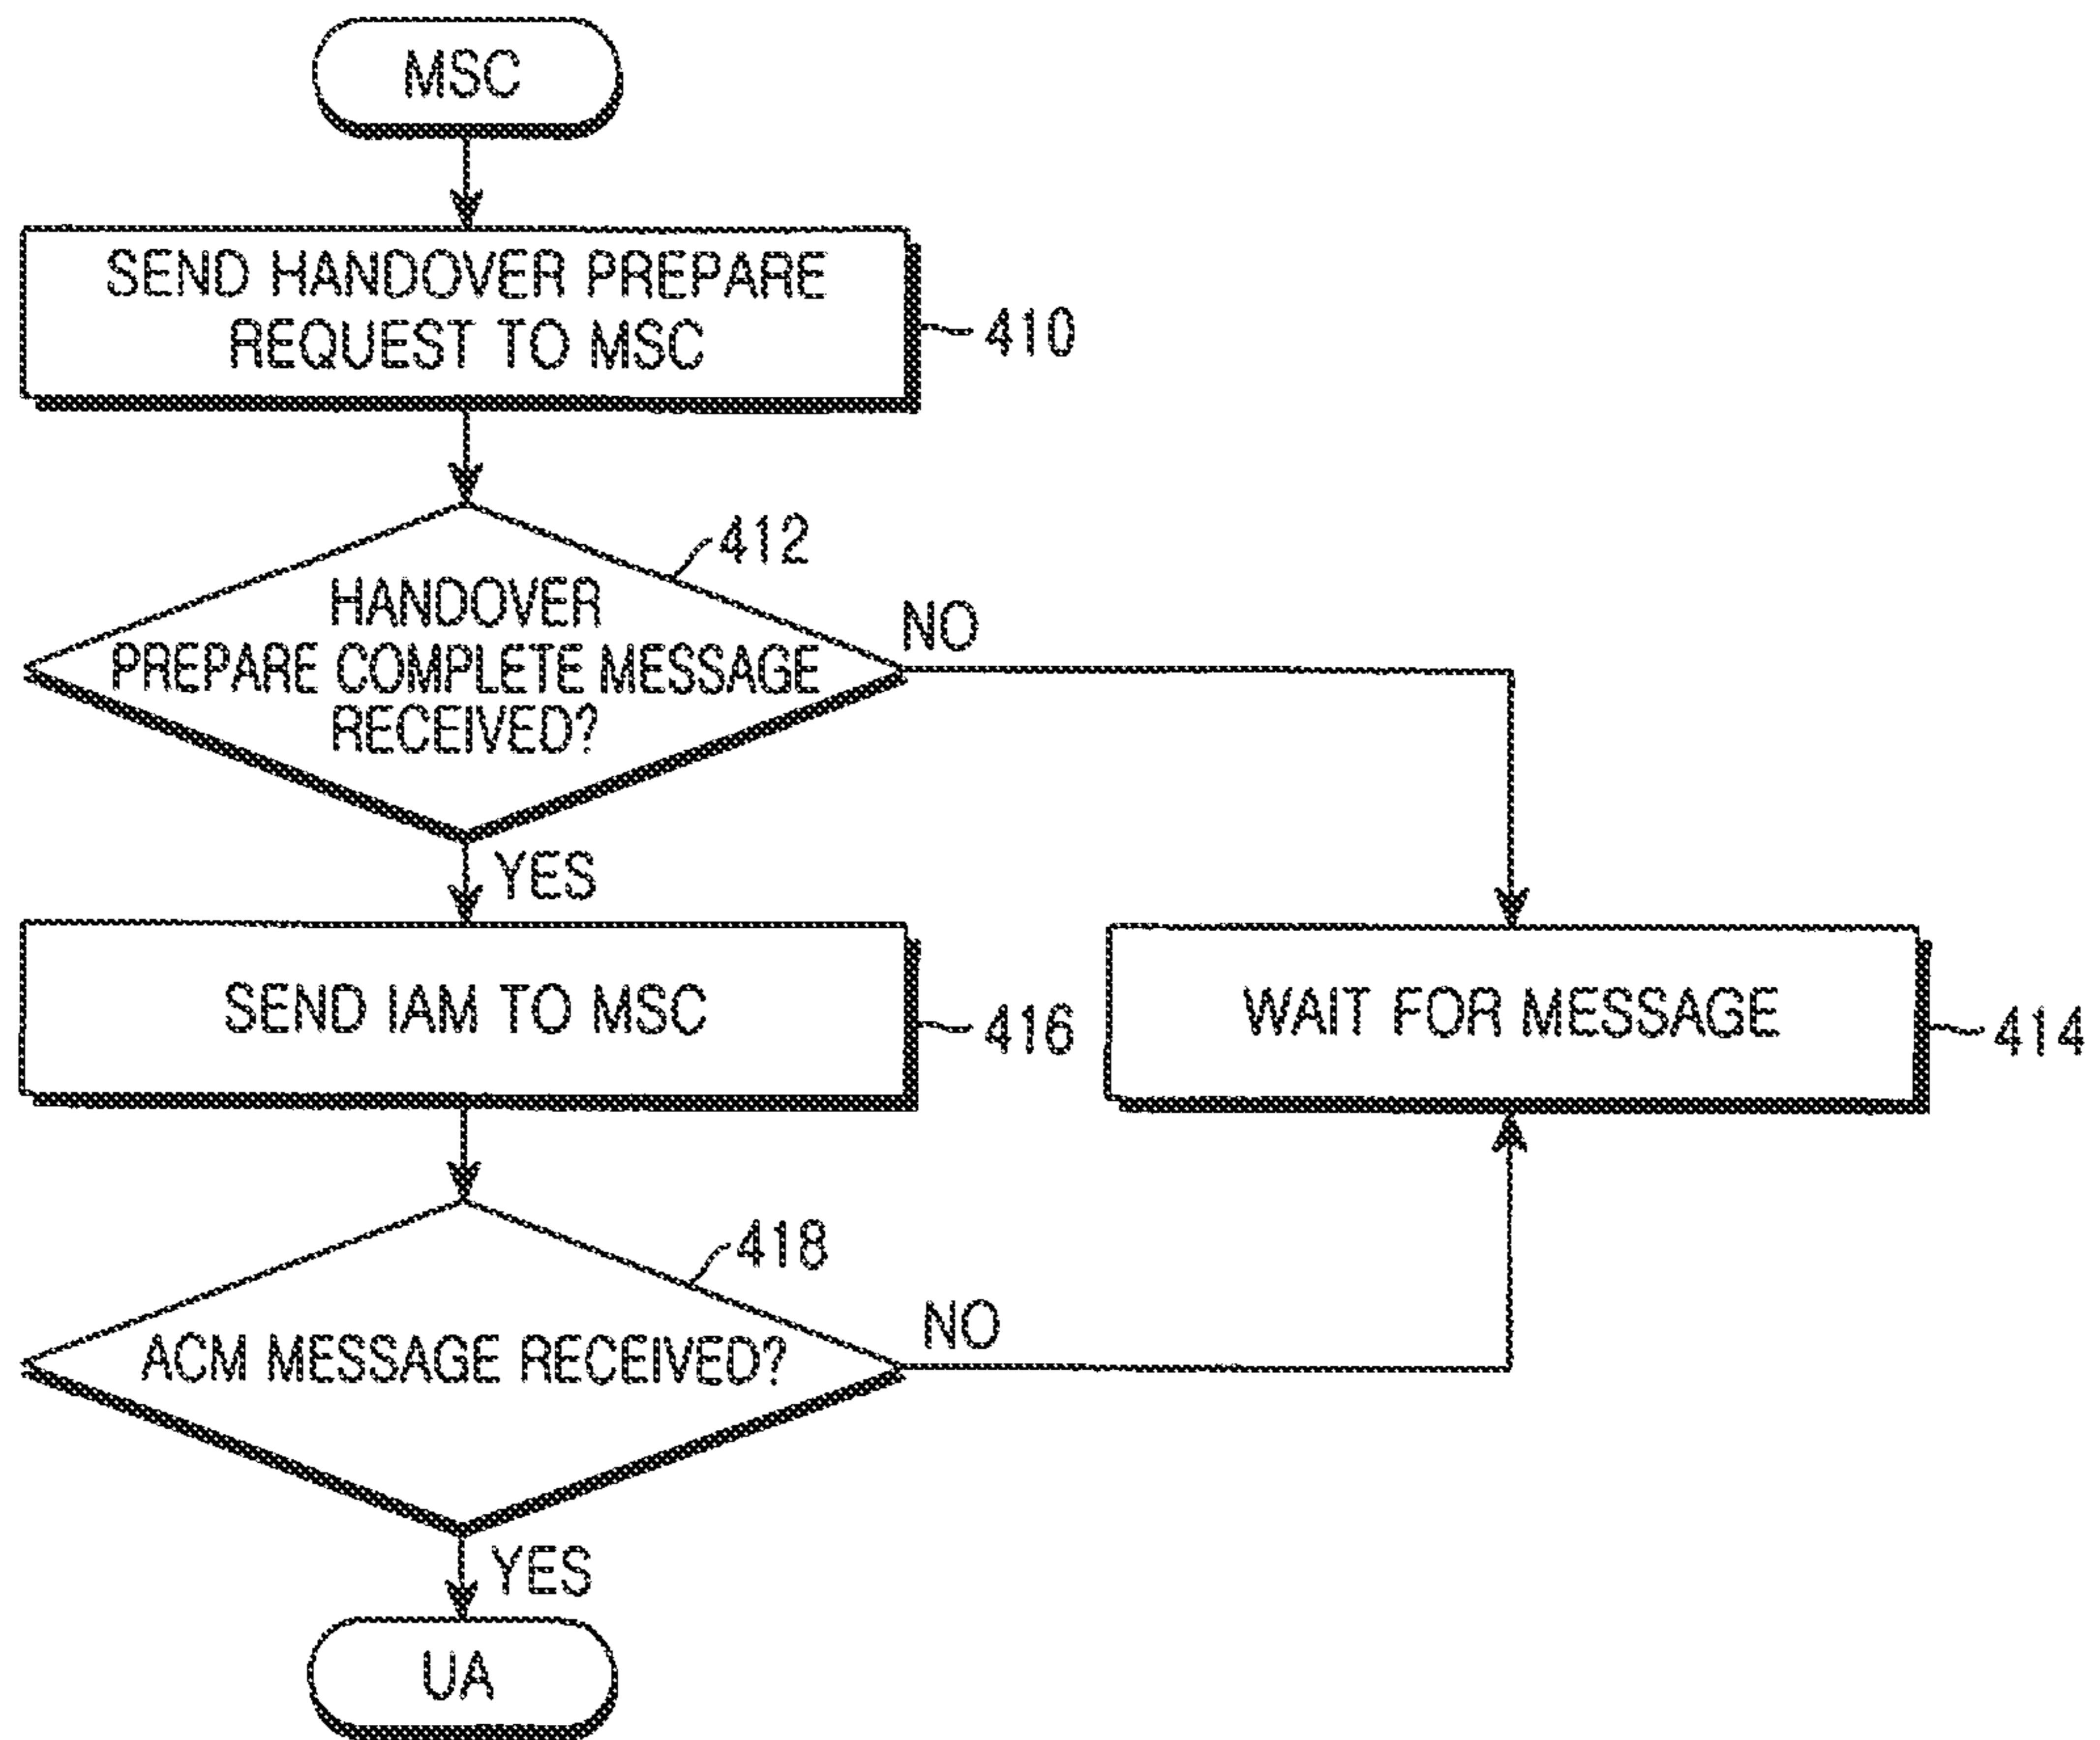 MSC
SEND HANDOVER PREPARE
REQUEST TO MSC
410
412
HANDOVER
PREPARE COMPLETE MESSAGE
RECEIVED?
NO
YES
SEND IAM TO MSC
416
WAIT FOR MESSAGE
414
418
ACM MESSAGE RECEIVED?
NO
YES
UA